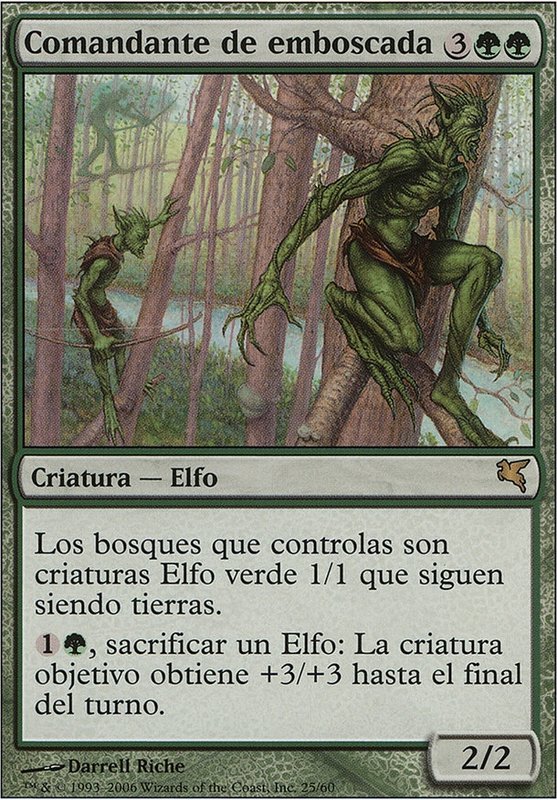 Comandante de emboscada 3
Criatura — Elfo
Los bosques que controlas son
criaturas Elfo verde 1/1 que siguen
siendo tierras.
1, sacrificar un Elfo: La criatura
objetivo obtiene +3/+3 hasta el final
del turno.
2/2
Darrell Riche
™ & © 1993–2006 Wizards of the Coast, Inc. 25/60